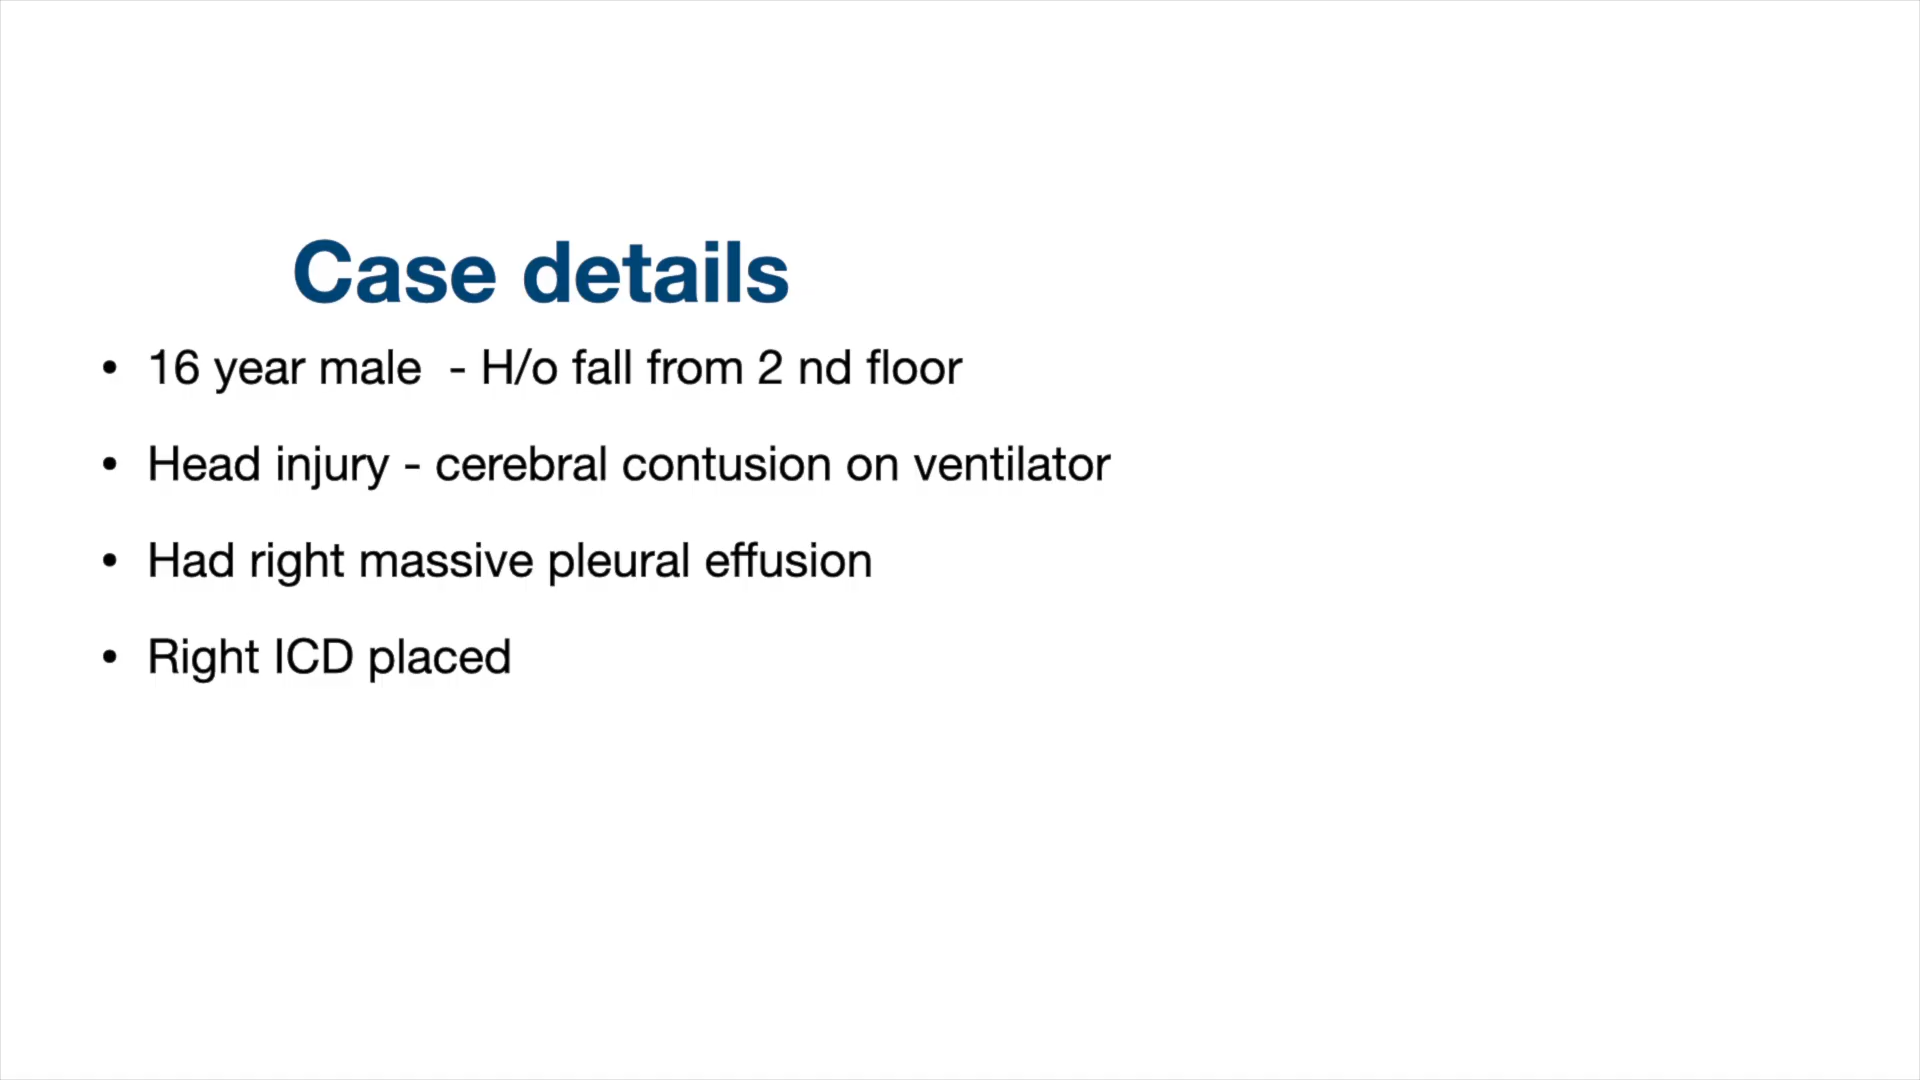 Case details
• 16 year male  - H/o fall from 2 nd floor
• Head injury - cerebral contusion on ventilator
• Had right massive pleural effusion
• Right ICD placed